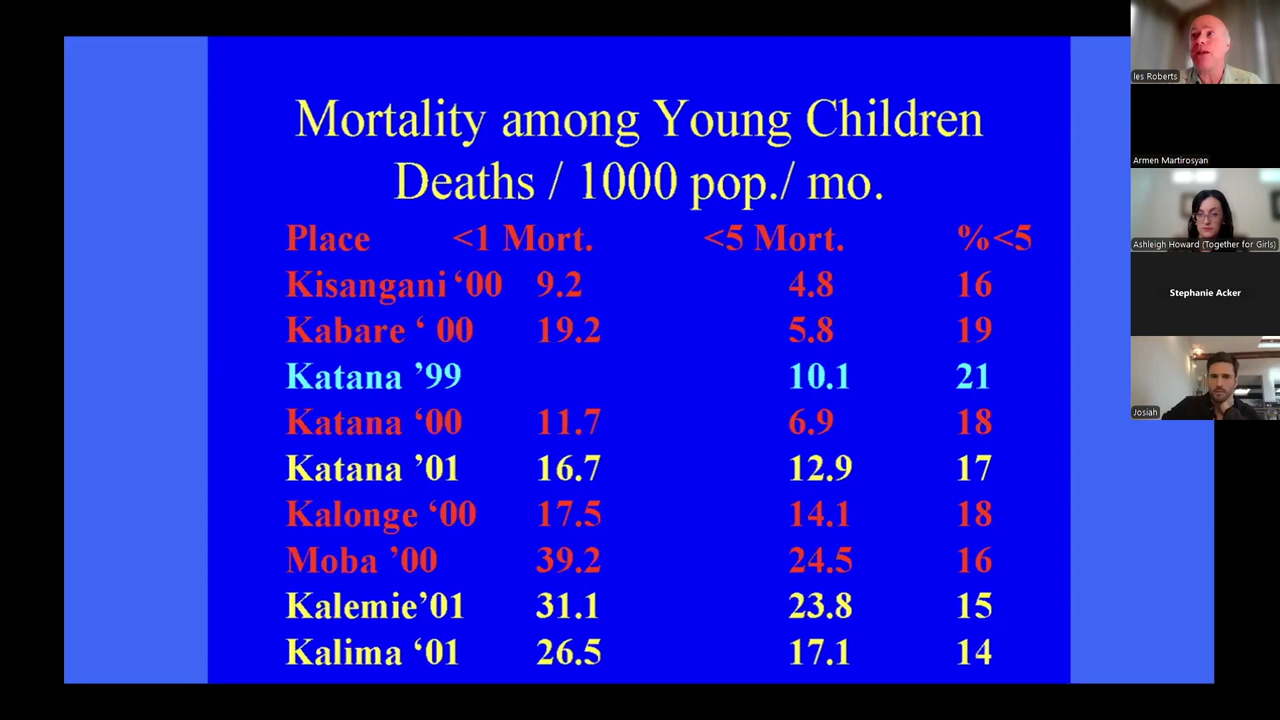 Mortality among Young Children
Deaths / 1000 pop./ mo.
Place <1 Mort. <5 Mort. %<5
Kisangani ‘00 9.2 4.8 16
Kabare ‘ 00 19.2 5.8 19
Katana ’99 10.1 21
Katana ‘00 11.7 6.9 18
Katana ’01 16.7 12.9 17
Kalonge ‘00 17.5 14.1 18
Moba ’00 39.2 24.5 16
Kalemie’01 31.1 23.8 15
Kalima ‘01 26.5 17.1 14
les Roberts
Armen Martirosyan
Ashleigh Howard (Together for Girls)
Stephanie Acker
Josiah